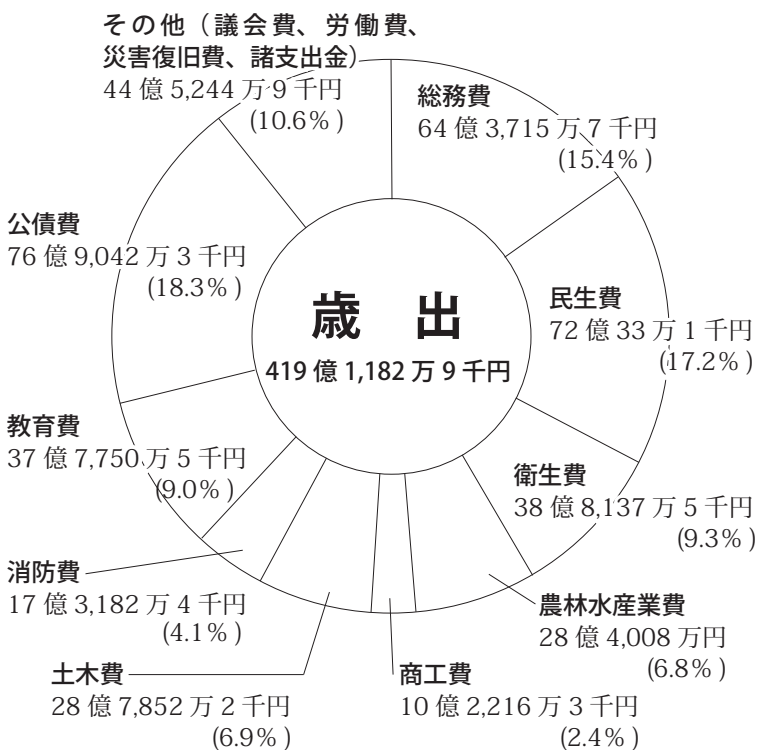 その他（議会費、労働費、
災害復旧費、諸支出金）
44 億 5,244 万 9 千円
(10.6% )
総務費
64 億 3,715 万 7 千円
(15.4% )
公債費
76 億 9,042 万 3 千円
(18.3% )
歳　出
419 億 1,182 万 9 千円
民生費
72 億 33 万 1 千円
(17.2% )
教育費
37 億 7,750 万 5 千円
(9.0% )
衛生費
38 億 8,137 万 5 千円
(9.3% )
消防費
17 億 3,182 万 4 千円
(4.1% )
農林水産業費
28 億 4,008 万円
(6.8% )
土木費
28 億 7,852 万 2 千円
(6.9% )
商工費
10 億 2,216 万 3 千円
(2.4% )